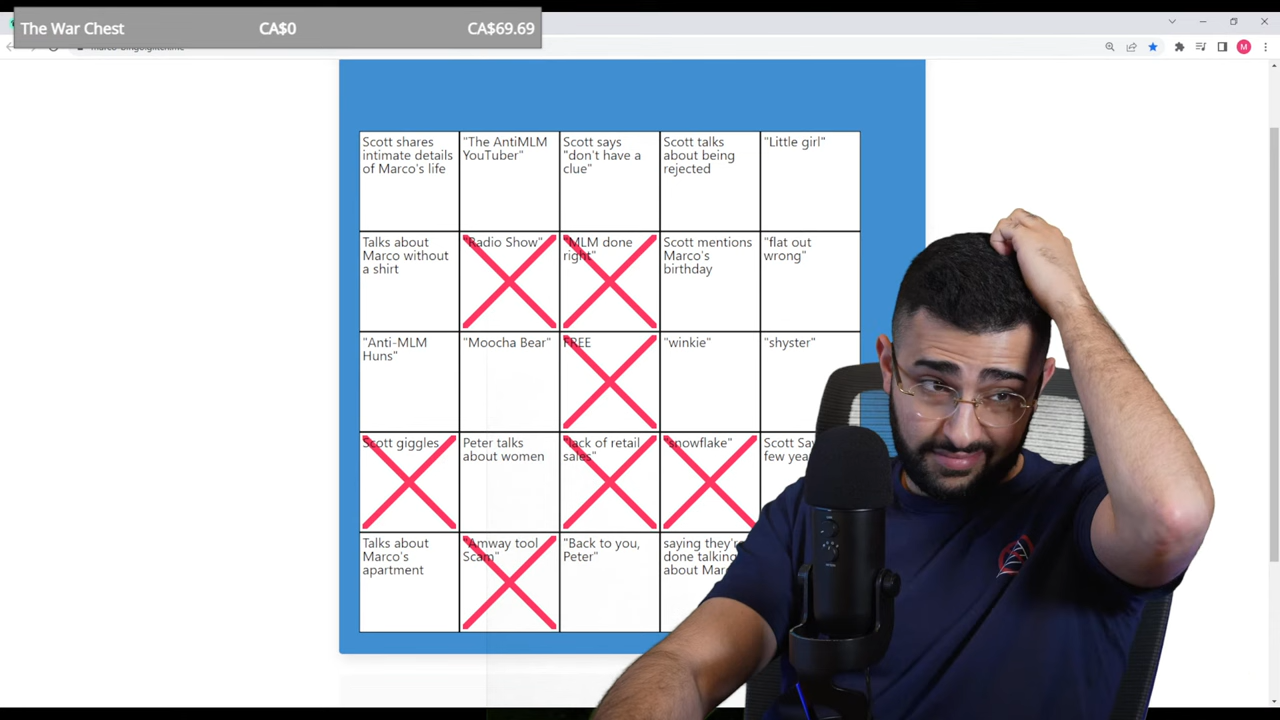 The War Chest CA$0 CA$69.69
M
Scott shares
intimate details
of Marco's life
"The AntiMLM
YouTuber"
Scott says
"don't have a
clue"
Scott talks
about being
rejected
"Little girl"
Talks about
Marco without
a shirt
"Radio Show"
"MLM done
right"
Scott mentions
Marco's
birthday
"flat out
wrong"
"Anti-MLM
Huns"
"Moocha Bear"
FREE
"winkie"
"shyster"
Scott giggles
Peter talks
about women
"lack of retail
sales"
"snowflake"
Scott
few
Talks about
Marco's
apartment
"Amway tool
Scam"
"Back to you,
Peter"
saying they're
done talking
about